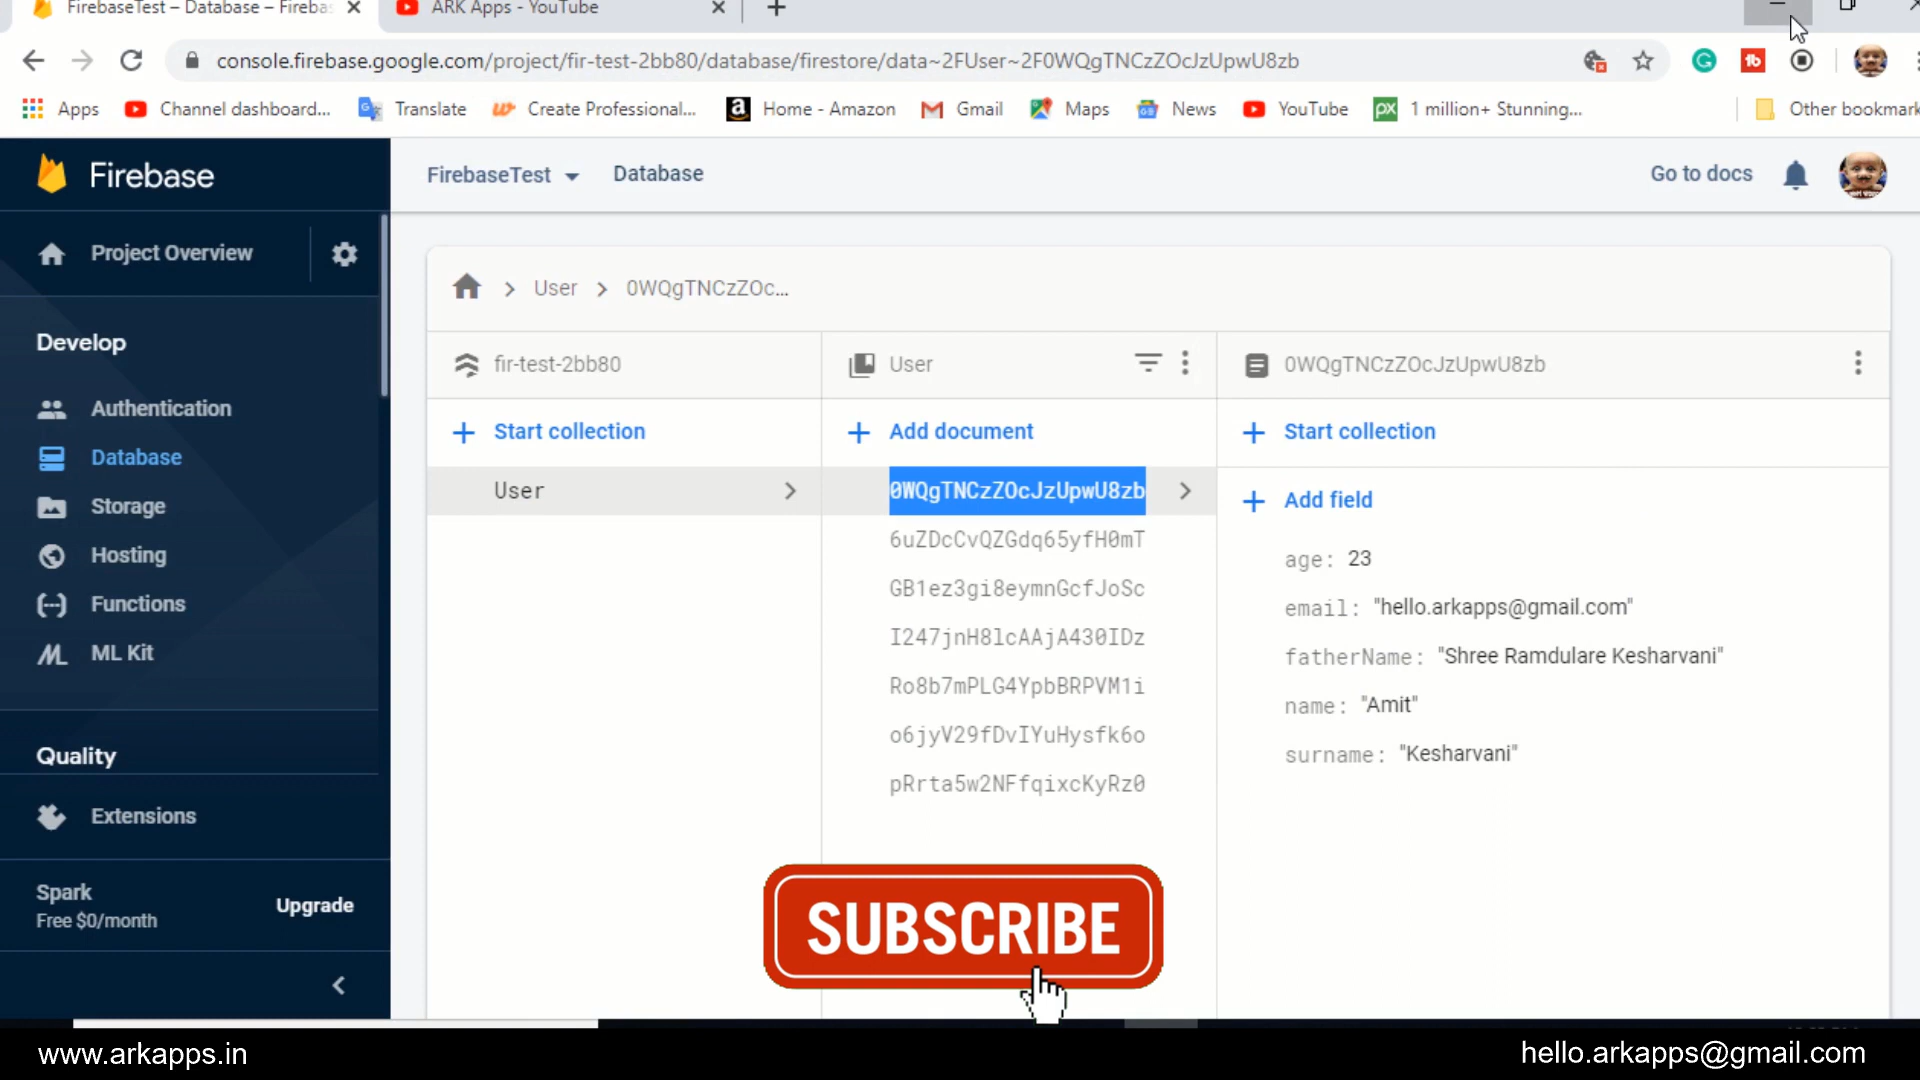 FirebaseTest – Database – Fireba
ARK Apps - YouTube
console.firebase.google.com/project/fir-test-2bb80/database/firestore/data~2FUser~2F0WQgTNCzZOcJzUpwU8zb
Apps
Channel dashboard...
Translate
Create Professional...
Home - Amazon
Gmail
Maps
News
YouTube
1 million+ Stunning...
Other bookmark
Firebase
FirebaseTest
Database
Go to docs
Project Overview
Develop
Authentication
Database
Storage
Hosting
Functions
ML Kit
Quality
Extensions
Spark
Free $0/month
Upgrade
User
0WQgTNCzZOc...
fir-test-2bb80
Start collection
User
User
Add document
0WQgTNCzZOcJzUpwU8zb
6uZDcCvQZGdq65yfH0mT
GB1ez3gi8eymnGcfJoSc
I247jnH8lcAAjA430IDz
Ro8b7mPLG4YpbBRPVM1i
o6jyV29fDvIYuHysfk6o
pRrta5w2NFfqixcKyRz0
0WQgTNCzZOcJzUpwU8zb
Start collection
Add field
age: 23
email: "hello.arkapps@gmail.com"
fatherName: "Shree Ramdulare Kesharvani"
name: "Amit"
surname: "Kesharvani"
SUBSCRIBE
www.arkapps.in
hello.arkapps@gmail.com